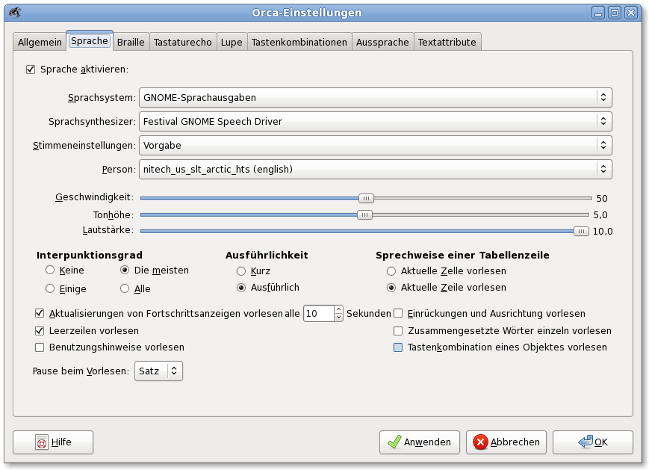 Orca-Einstellungen
Allgemein Sprache Braille Tastaturecho Lupe Tastenkombinationen Aussprache Textattribute
Sprache aktivieren:
Sprachsystem: GNOME-Sprachausgaben
Sprachsynthesizer: Festival GNOME Speech Driver
Stimmeneinstellungen: Vorgabe
Person: nitech_us_slt_arctic_hts (english)
Geschwindigkeit: 50
Tonhöhe: 5,0
Lautstärke: 10,0
Interpunktionsgrad Ausführlichkeit Sprechweise einer Tabellenzeile
Keine Die meisten Kurz Aktuelle Zelle vorlesen
Einige Alle Ausführlich Aktuelle Zeile vorlesen
Aktualisierungen von Fortschrittsanzeigen vorlesen alle 10 Sekunden Einrückungen und Ausrichtung vorlesen
Leerzeilen vorlesen Zusammengesetzte Wörter einzeln vorlesen
Benutzungshinweise vorlesen Tastenkombination eines Objektes vorlesen
Pause beim Vorlesen: Satz
Hilfe Anwenden Abbrechen OK